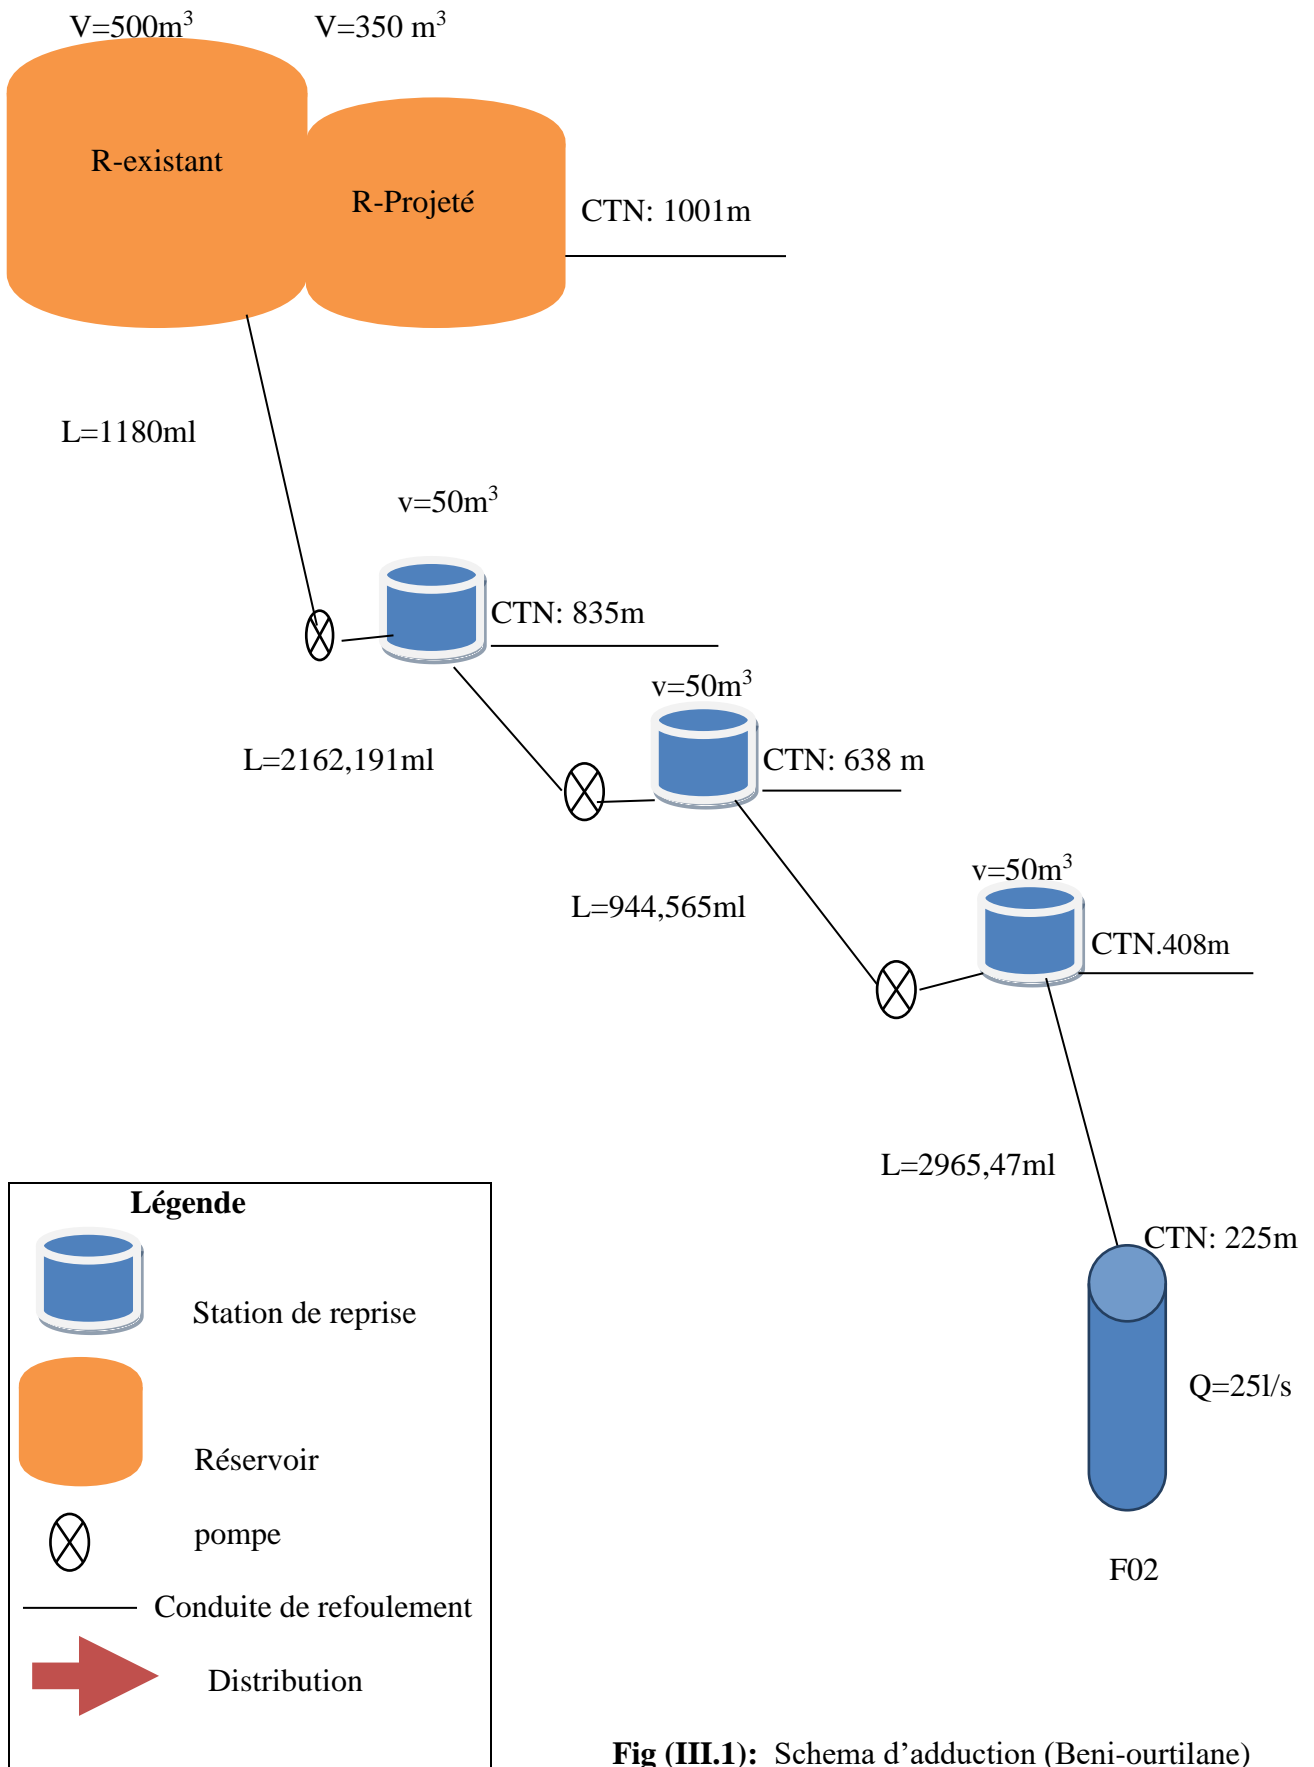 V=500m³ V=350 m³
R-existant
R-Projeté
CTN: 1001m
L=1180ml
v=50m³
CTN: 835m
v=50m³
L=2162,191ml
CTN: 638 m
v=50m³
L=944,565ml
CTN.408m
L=2965,47ml
CTN: 225m
Q=25l/s
F02
Légende
Station de reprise
Réservoir
pompe
Conduite de refoulement
Distribution
Fig (III.1): Schema d’adduction (Beni-ourtilane)